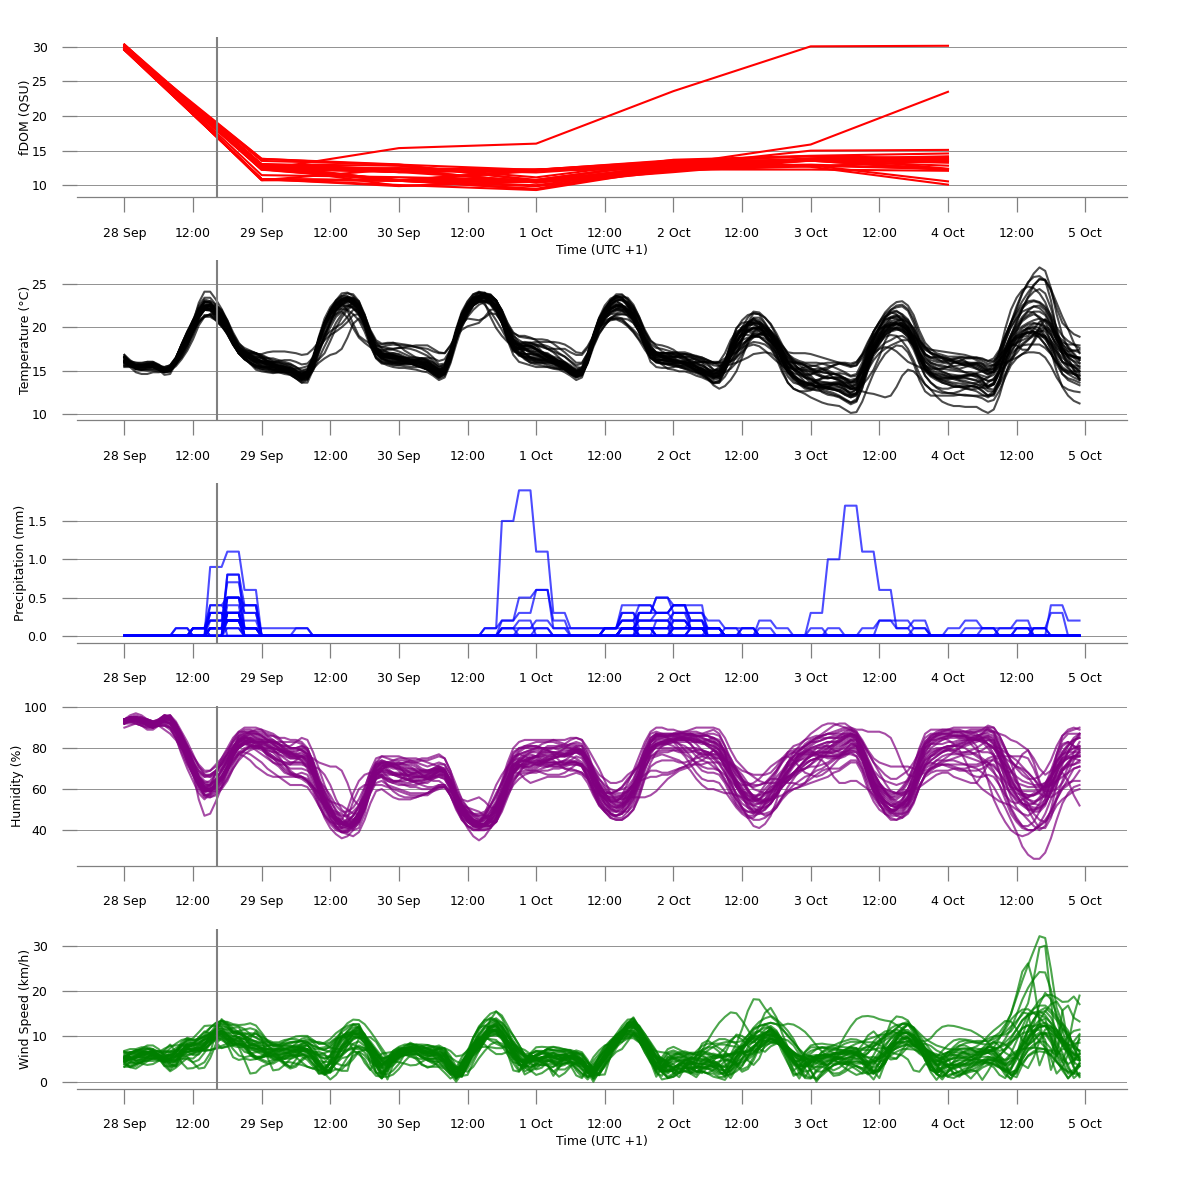 fDOM (QSU)
30
25
20
15
10
28 Sep 12:00 29 Sep 12:00 30 Sep 12:00 1 Oct 12:00 2 Oct 12:00 3 Oct 12:00 4 Oct 12:00 5 Oct
Time (UTC +1)
Temperature (°C)
25
20
15
10
28 Sep 12:00 29 Sep 12:00 30 Sep 12:00 1 Oct 12:00 2 Oct 12:00 3 Oct 12:00 4 Oct 12:00 5 Oct
Precipitation (mm)
1.5
1.0
0.5
0.0
28 Sep 12:00 29 Sep 12:00 30 Sep 12:00 1 Oct 12:00 2 Oct 12:00 3 Oct 12:00 4 Oct 12:00 5 Oct
Humidity (%)
100
80
60
40
28 Sep 12:00 29 Sep 12:00 30 Sep 12:00 1 Oct 12:00 2 Oct 12:00 3 Oct 12:00 4 Oct 12:00 5 Oct
Wind Speed (km/h)
30
20
10
0
28 Sep 12:00 29 Sep 12:00 30 Sep 12:00 1 Oct 12:00 2 Oct 12:00 3 Oct 12:00 4 Oct 12:00 5 Oct
Time (UTC +1)